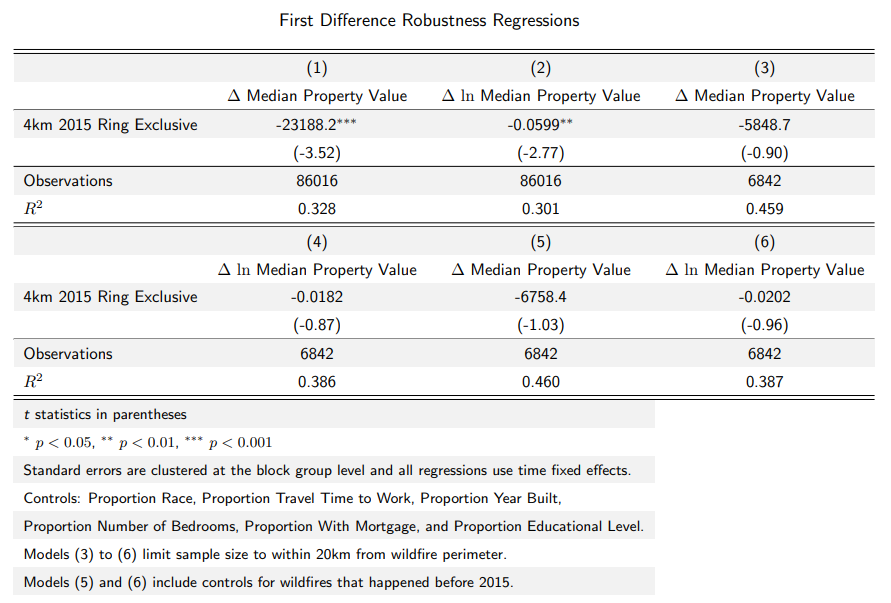 First Difference Robustness Regressions
(1) (2) (3)
Δ Median Property Value Δ ln Median Property Value Δ Median Property Value
4km 2015 Ring Exclusive -23188.2*** -0.0599** -5848.7
(-3.52) (-2.77) (-0.90)
Observations 86016 86016 6842
R² 0.328 0.301 0.459
(4) (5) (6)
Δ ln Median Property Value Δ Median Property Value Δ ln Median Property Value
4km 2015 Ring Exclusive -0.0182 -6758.4 -0.0202
(-0.87) (-1.03) (-0.96)
Observations 6842 6842 6842
R² 0.386 0.460 0.387
t statistics in parentheses
* p < 0.05, ** p < 0.01, *** p < 0.001
Standard errors are clustered at the block group level and all regressions use time fixed effects.
Controls: Proportion Race, Proportion Travel Time to Work, Proportion Year Built,
Proportion Number of Bedrooms, Proportion With Mortgage, and Proportion Educational Level.
Models (3) to (6) limit sample size to within 20km from wildfire perimeter.
Models (5) and (6) include controls for wildfires that happened before 2015.